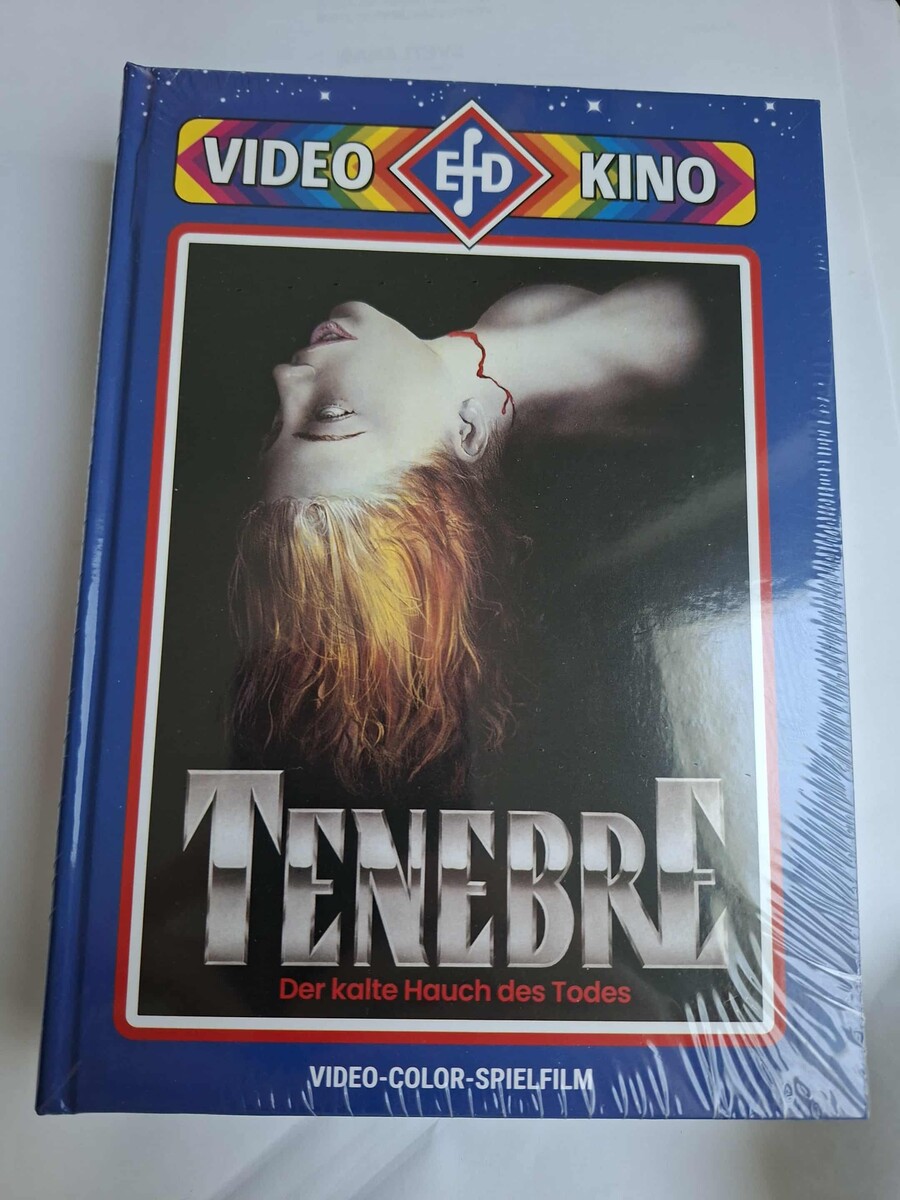 VIDEO EfD KINO
TENEBRE
Der kalte Hauch des Todes
VIDEO-COLOR-SPIELFILM